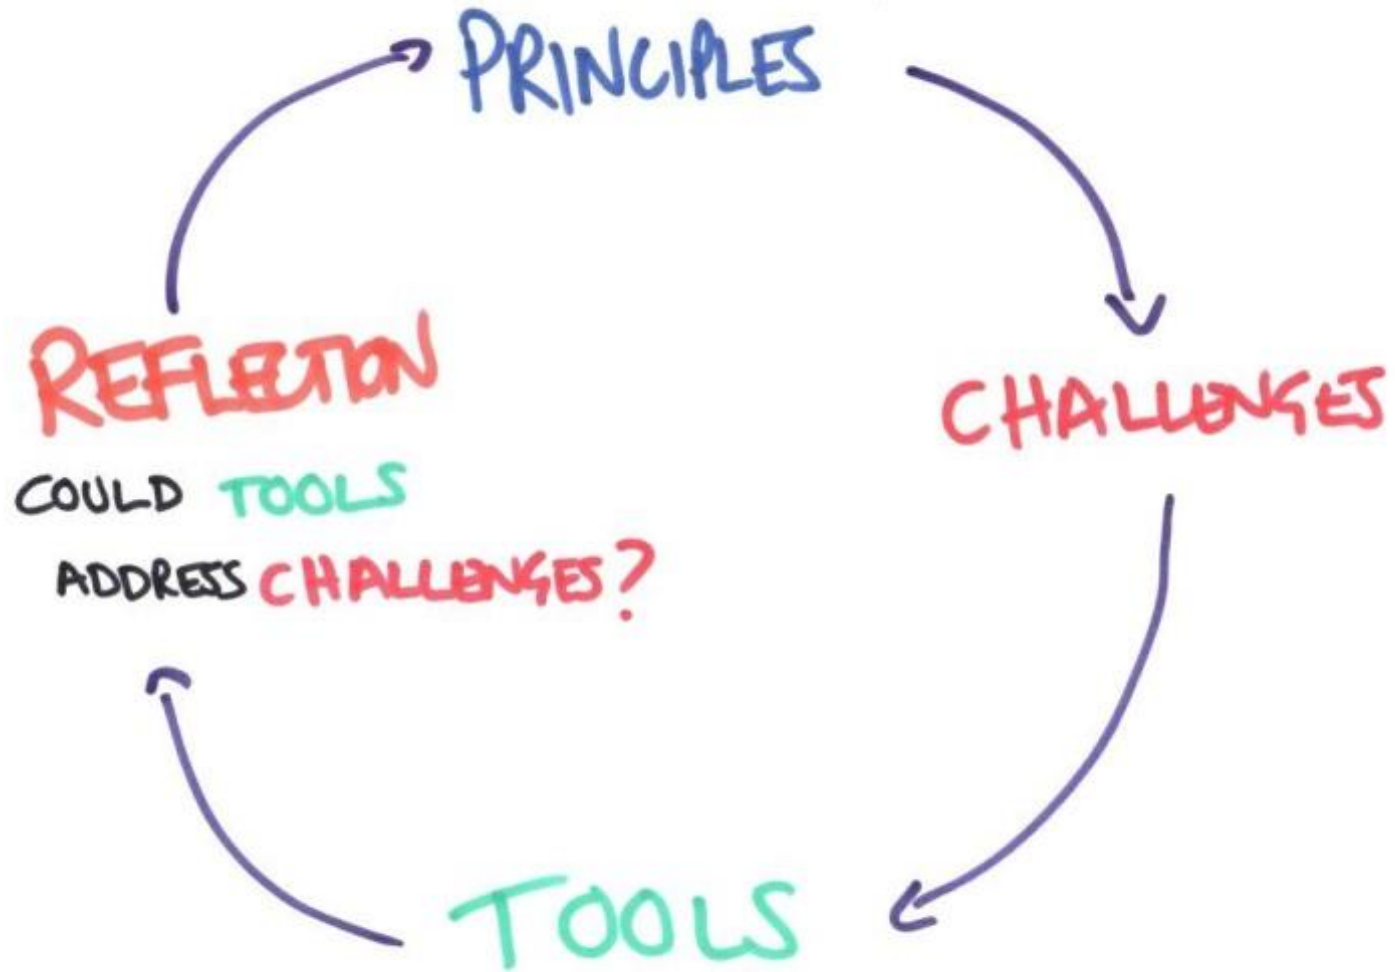 PRINCIPLES
CHALLENGES
TOOLS
REFLECTION
COULD TOOLS
ADDRESS CHALLENGES?